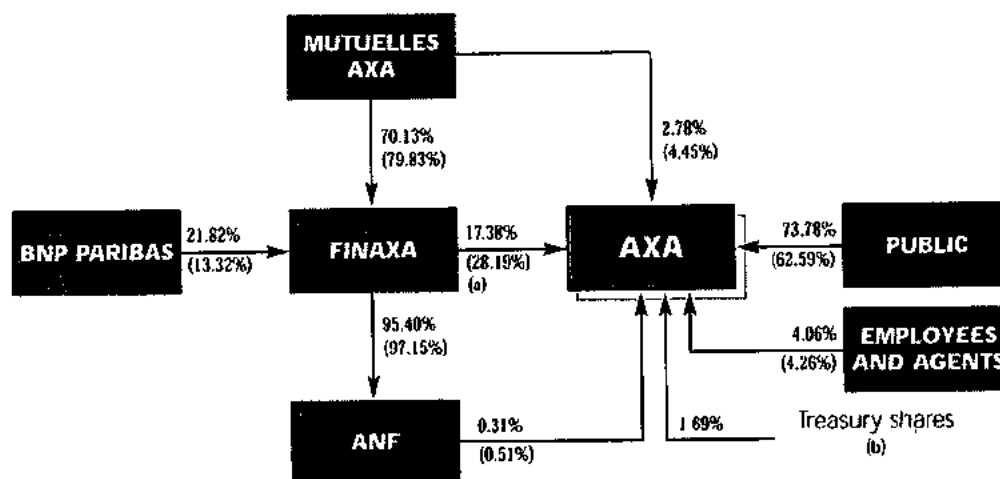 MUTUELLES
AXA
70.13%
(79.83%)
2.78%
(4.45%)
BNP PARIBAS
21.82%
(13.32%)
FINAXA
17.38%
(28.19%)
(a)
AXA
73.78%
(62.59%)
PUBLIC
95.40%
(97.15%)
4.06%
(4.26%)
EMPLOYEES
AND AGENTS
ANF
0.31%
(0.51%)
1.69%
Treasury shares
(b)